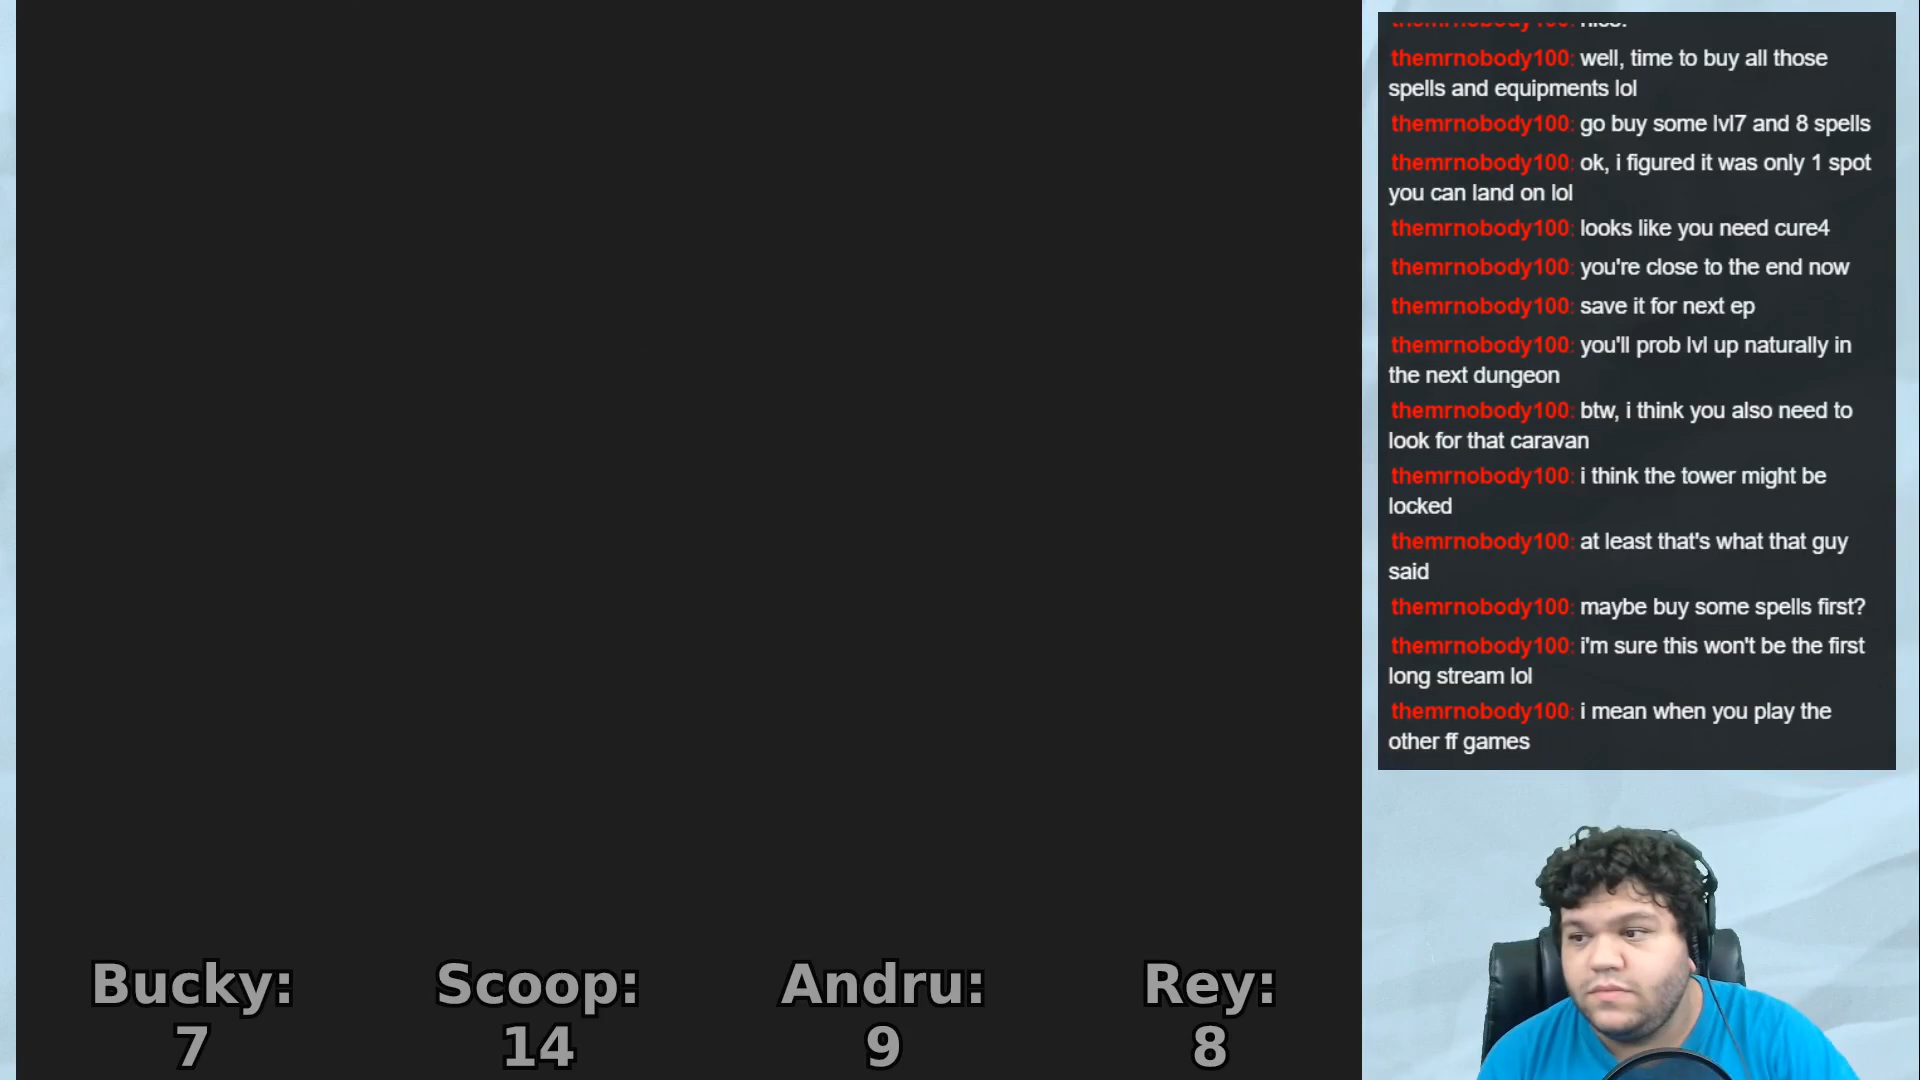 themrnobody100: well, time to buy all those
spells and equipments lol
themrnobody100: go buy some lvl7 and 8 spells
themrnobody100: ok, i figured it was only 1 spot
you can land on lol
themrnobody100: looks like you need cure4
themrnobody100: you're close to the end now
themrnobody100: save it for next ep
themrnobody100: you'll prob lvl up naturally in
the next dungeon
themrnobody100: btw, i think you also need to
look for that caravan
themrnobody100: i think the tower might be
locked
themrnobody100: at least that's what that guy
said
themrnobody100: maybe buy some spells first?
themrnobody100: i'm sure this won't be the first
long stream lol
themrnobody100: i mean when you play the
other ff games
Bucky: Scoop: Andru: Rey:
7 14 9 8